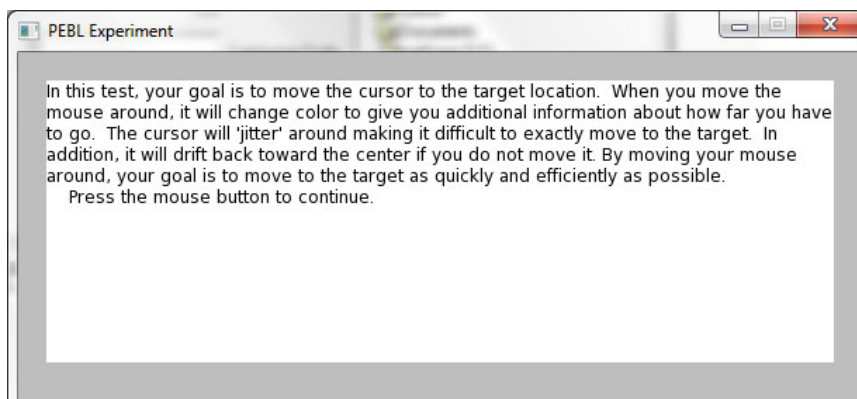 PEBL Experiment
In this test, your goal is to move the cursor to the target location.  When you move the
mouse around, it will change color to give you additional information about how far you have
to go.  The cursor will 'jitter' around making it difficult to exactly move to the target.  In
addition, it will drift back toward the center if you do not move it. By moving your mouse
around, your goal is to move to the target as quickly and efficiently as possible.
Press the mouse button to continue.